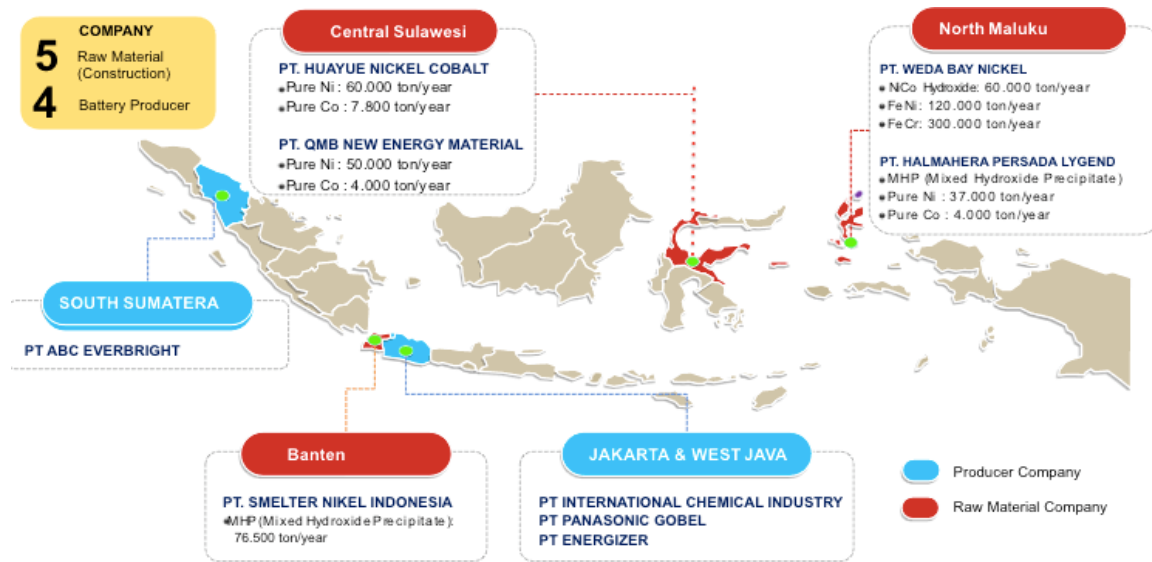 COMPANY
5 Raw Material
(Construction)
4 Battery Producer
Central Sulawesi
PT. HUAYUE NICKEL COBALT
Pure Ni : 60.000 ton/year
Pure Co : 7.800 ton/year
PT. QMB NEW ENERGY MATERIAL
Pure Ni : 50.000 ton/year
Pure Co : 4.000 ton/year
North Maluku
PT. WEDA BAY NICKEL
NiCo Hydroxide: 60.000 ton/year
FeNi: 120.000 ton/year
FeCr: 300.000 ton/year
PT. HALMAHERA PERSADA LYGEND
MHP (Mixed Hydroxide Precipitate)
Pure Ni : 37.000 ton/year
Pure Co : 4.000 ton/year
SOUTH SUMATERA
PT ABC EVERBRIGHT
Banten
PT. SMELTER NIKEL INDONESIA
MHP (Mixed Hydroxide Precipitate):
76.500 ton/year
JAKARTA & WEST JAVA
PT INTERNATIONAL CHEMICAL INDUSTRY
PT PANASONIC GOBEL
PT ENERGIZER
Producer Company
Raw Material Company